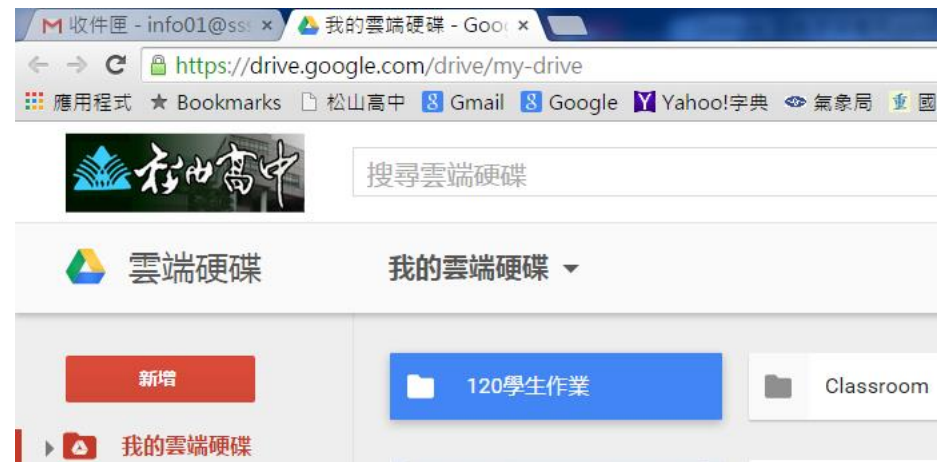 收件匣 - info01@sss
我的雲端硬碟 - Goo
https://drive.google.com/drive/my-drive
應用程式 Bookmarks 松山高中 Gmail Google Yahoo!字典 氣象局 國
松山高中
搜尋雲端硬碟
雲端硬碟
我的雲端硬碟
新增
120學生作業
Classroom
我的雲端硬碟